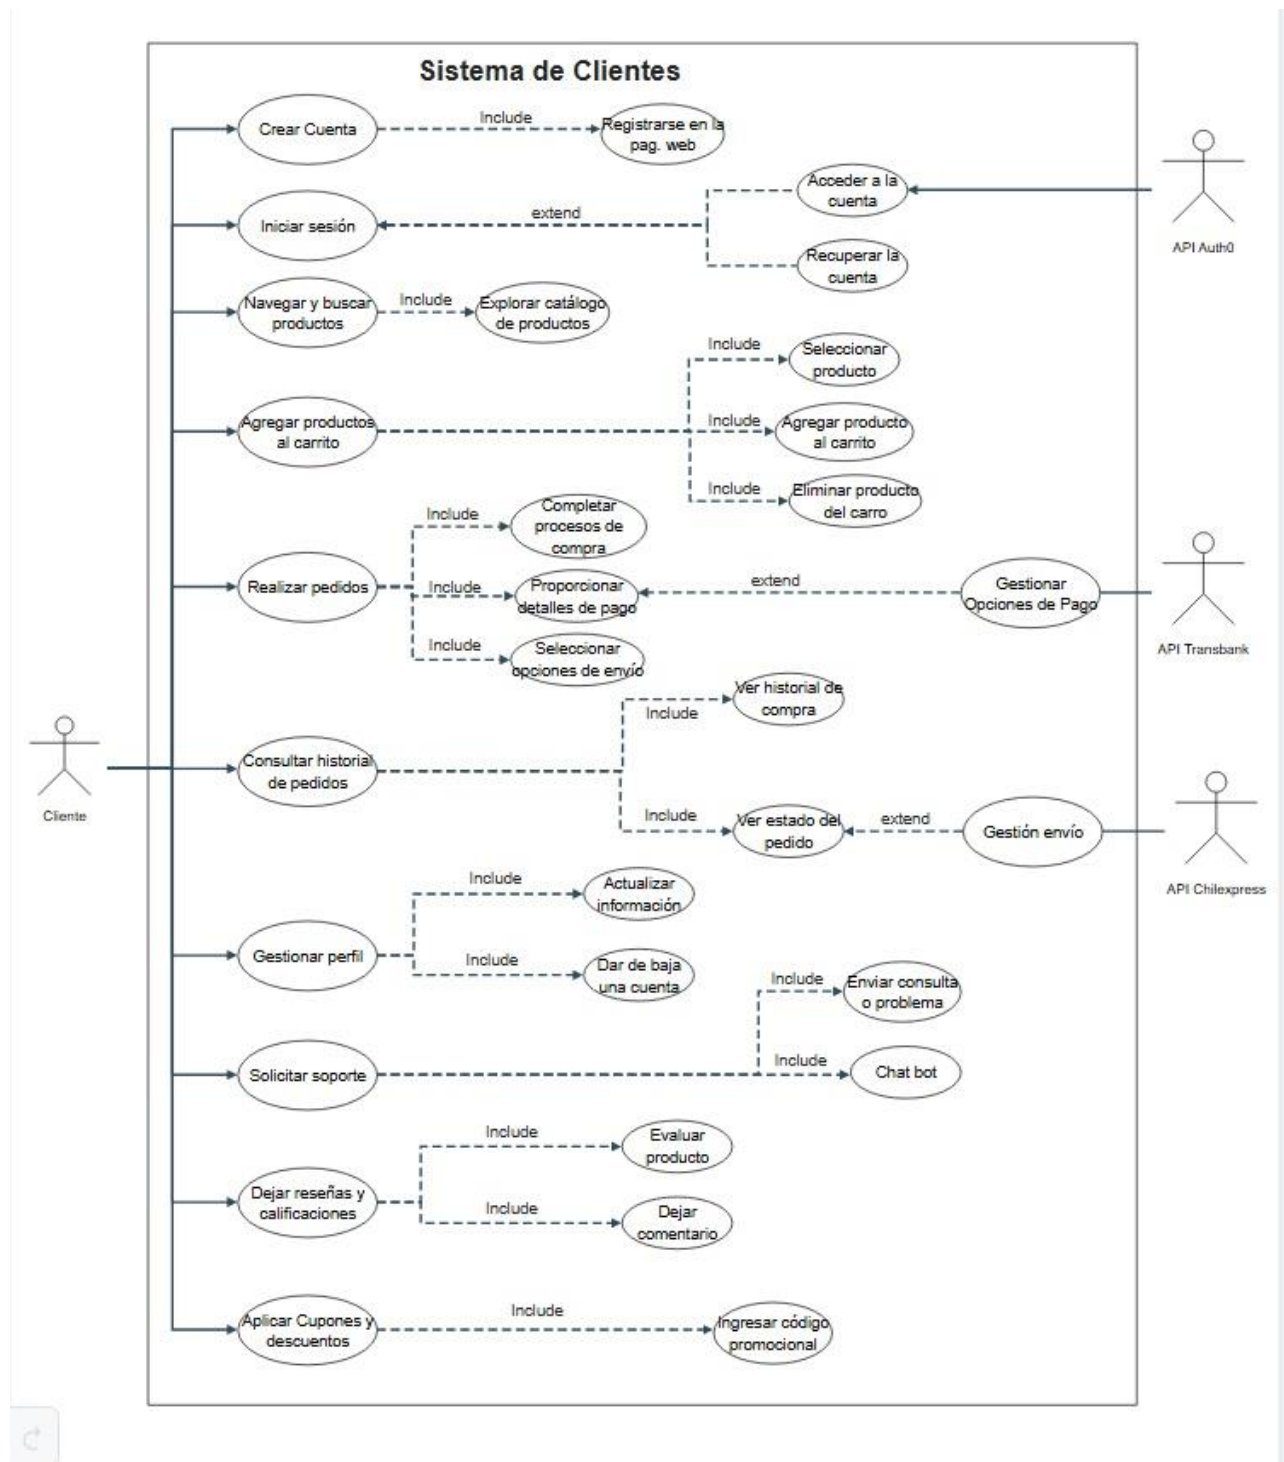 Sistema de Clientes
Crear Cuenta
Include
Registrarse en la
pag. web
Iniciar sesión
extend
Acceder a la
cuenta
Recuperar la
cuenta
API Auth0
Navegar y buscar
productos
Include
Explorar catálogo
de productos
Agregar productos
al carrito
Include
Seleccionar
producto
Include
Agregar producto
al carrito
Include
Eliminar producto
del carro
Realizar pedidos
Include
Completar
procesos de
compra
Include
Proporcionar
detalles de pago
extend
Gestionar
Opciones de Pago
API Transbank
Include
Seleccionar
opciones de envío
Cliente
Consultar historial
de pedidos
Include
Ver historial de
compra
Include
Ver estado del
pedido
extend
Gestión envío
API Chilexpress
Gestionar perfil
Include
Actualizar
información
Include
Dar de baja
una cuenta
Solicitar soporte
Include
Enviar consulta
o problema
Include
Chat bot
Dejar reseñas y
calificaciones
Include
Evaluar
producto
Include
Dejar
comentario
Aplicar Cupones y
descuentos
Include
Ingresar código
promocional